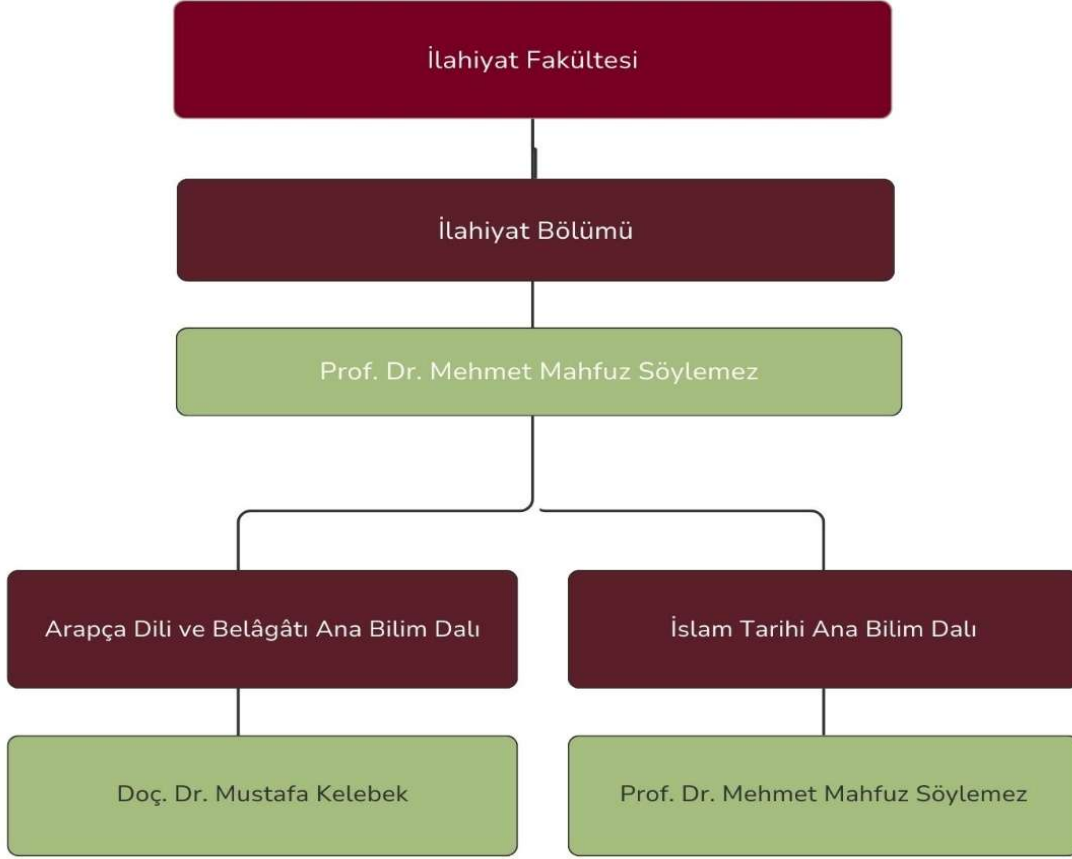 İlahiyat Fakültesi
İlahiyat Bölümü
Prof. Dr. Mehmet Mahfuz Söylemez
Arapça Dili ve Belâgâtı Ana Bilim Dalı
İslam Tarihi Ana Bilim Dalı
Doç. Dr. Mustafa Kelebek
Prof. Dr. Mehmet Mahfuz Söylemez